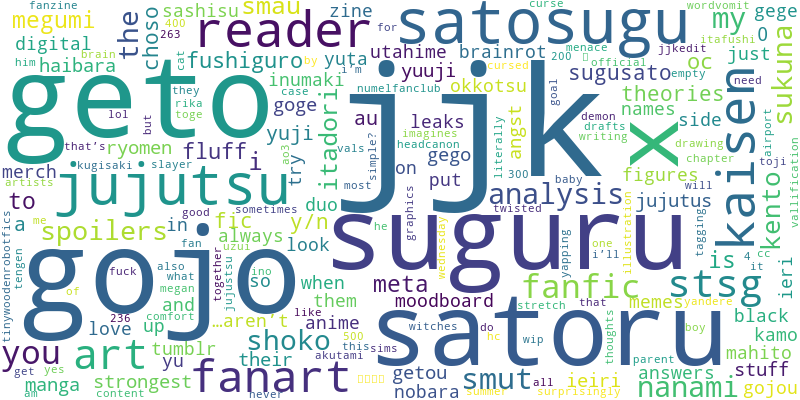 fanzine
smau
zine
satosugu
curse
wordvomit
my
gege
megumi
sashisu
400
263
reader
for
itafushi
jjkedit
digital
the
choso
brain
cat
fushiguro
yuta
utahime
brainrot
menace
official
just
O
him
haibara
they
rika
toge
inumaki
by
i'm
yuuji
cursed
200
sugusato
empty
oc
sukuna
geto
lol
but
case
goge
numelfanclub
okkotsu
goal
theories
need
ao3
imagines
au
leaks
angst
demon
drafts
names
drawing
airport
that's
ryomen
yuji
itadori
headcanon
gego
literally
writing
side
chapter
toji
merch
kugisaki
slayer
fluff
i
try
vals
simple?
on
jjk
x
kaisen
artists
jujutsu
most
put
300
baby
analysis
figures
will
kento
vallification
to
me
good
sometimes
duo
graphics
he
twisted
jujutus
a
spoilers
in
fic
y/n
suguru
wednesday
yapping
one
i'll
illustration
tagging
is
4
cc
it
ieri
tinywoodenrobotfics
tengen
gojo
fan
uzui
always
look
meta
fanfic
stsg
also
what
together
jujustsu
so
ino
when
them
moodboard
stretch
that
memes
yandere
of
fuck
megan
comfort
and
like
anime
satoru
witches
do
hc
wip
thoughts
boy
black
236
love
up
tumblr
shoko
500
this
sims
akutami
parent
kamo
you
art
…aren't
their
answers
mahito
get
yes
yu
fanart
getou
smut
all
ieiri
nanami
stuff
manga
strongest
nobara
summer
surprisingly
gojou
am
content
never